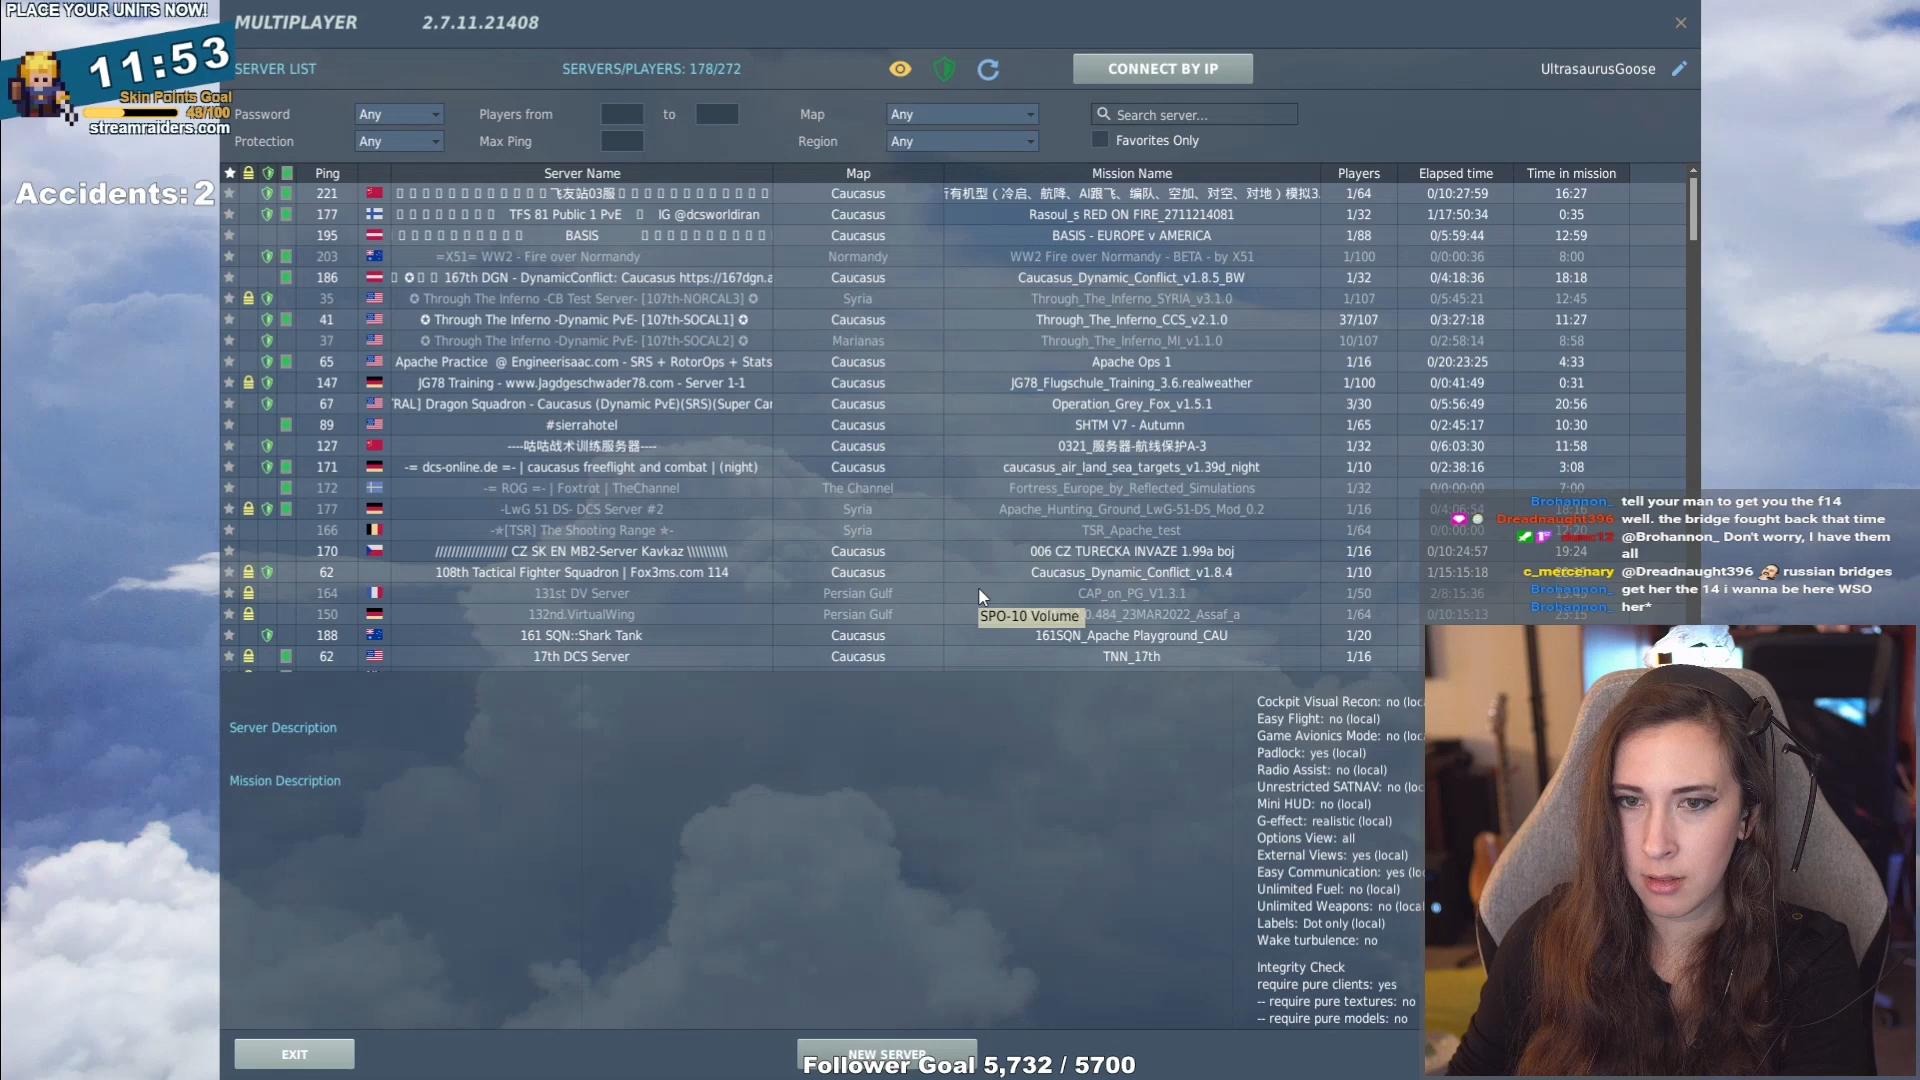 PLACE YOUR UNITS NOW!
11:53
Skin Points Goal
streamraiders.com
Accidents: 2
MULTIPLAYER 2.7.11.21408
SERVER LIST SERVERS/PLAYERS: 178/272 CONNECT BY IP UltrasaurusGoose
Password Any Players from to Map Any Search server...
Protection Any Max Ping Region Any Favorites Only
Ping Server Name Map Mission Name Players Elapsed time Time in mission
221 飞友站03服 Caucasus 所有机型（冷启、航降、AI跟飞、编队、空加、对空、对地）模拟3. 1/64 0/10:27:59 16:27
177 TFS 81 Public 1 PvE IG @dcsworldiran Caucasus Rasoul_s RED ON FIRE_2711214081 1/32 1/17:50:34 0:35
195 BASIS Caucasus BASIS - EUROPE v AMERICA 1/88 0/5:59:44 12:59
203 =X51= WW2 - Fire over Normandy Normandy WW2 Fire over Normandy - BETA - by X51 1/100 0/0:00:36 8:00
186 ✪ 167th DGN - DynamicConflict: Caucasus https://167dgn.a Caucasus Caucasus_Dynamic_Conflict_v1.8.5_BW 1/32 0/4:18:36 18:18
35 ✪ Through The Inferno -CB Test Server- [107th-NORCAL3] ✪ Syria Through_The_Inferno_SYRIA_v3.1.0 1/107 0/5:45:21 12:45
41 ✪ Through The Inferno -Dynamic PvE- [107th-SOCAL1] ✪ Caucasus Through_The_Inferno_CCS_v2.1.0 37/107 0/3:27:18 11:27
37 ✪ Through The Inferno -Dynamic PvE- [107th-SOCAL2] ✪ Marianas Through_The_Inferno_MI_v1.1.0 10/107 0/2:58:14 8:58
65 Apache Practice @ Engineerisaac.com - SRS + RotorOps + Stats Caucasus Apache Ops 1 1/16 0/20:23:25 4:33
147 JG78 Training - www.Jagdgeschwader78.com - Server 1-1 Caucasus JG78_Flugschule_Training_3.6.realweather 1/100 0/0:41:49 0:31
67 RAL] Dragon Squadron - Caucasus (Dynamic PvE)(SRS)(Super Car Caucasus Operation_Grey_Fox_v1.5.1 3/30 0/5:56:49 20:56
89 #sierrahotel Caucasus SHTM V7 - Autumn 1/65 0/2:45:17 10:30
127 ----咕咕战术训练服务器---- Caucasus 0321_服务器-航线保护A-3 1/32 0/6:03:30 11:58
171 -= dcs-online.de =- | caucasus freeflight and combat | (night) Caucasus caucasus_air_land_sea_targets_v1.39d_night 1/10 0/2:38:16 3:08
172 -= ROG =- | Foxtrot | TheChannel The Channel Fortress_Europe_by_Reflected_Simulations 1/32 0/0:00:00 7:00
177 -LwG 51 DS- DCS Server #2 Syria Apache_Hunting_Ground_LwG-51-DS_Mod_0.2 1/16 0/4:06:54 18:16
166 -★[TSR] The Shooting Range ★- Syria TSR_Apache_test 1/64 0/0:00:00 12:20
170 ////////////////// CZ SK EN MB2-Server Kavkaz \\\\\\\\\\ Caucasus 006 CZ TURECKA INVAZE 1.99a boj 1/16 0/10:24:57 19:24
62 108th Tactical Fighter Squadron | Fox3ms.com 114 Caucasus Caucasus_Dynamic_Conflict_v1.8.4 1/10 1/15:15:18
164 131st DV Server Persian Gulf CAP_on_PG_V1.3.1 1/50 2/8:15:36
150 132nd.VirtualWing Persian Gulf 0.484_23MAR2022_Assaf_a 1/64 0/10:15:13 23:15
SPO-10 Volume
188 161 SQN::Shark Tank Caucasus 161SQN_Apache Playground_CAU 1/20
62 17th DCS Server Caucasus TNN_17th 1/16
Brohannon_ tell your man to get you the f14
Dreadnaught396 well. the bridge fought back that time
@Brohannon_ Don't worry, I have them
all
c_mercenary @Dreadnaught396 russian bridges
Brohannon_ get her the 14 i wanna be here WSO
Brohannon_ her*
Server Description
Mission Description
Cockpit Visual Recon: no (loc
Easy Flight: no (local)
Game Avionics Mode: no (loc
Padlock: yes (local)
Radio Assist: no (local)
Unrestricted SATNAV: no (loc
Mini HUD: no (local)
G-effect: realistic (local)
Options View: all
External Views: yes (local)
Easy Communication: yes (lo
Unlimited Fuel: no (local)
Unlimited Weapons: no (loca
Labels: Dot only (local)
Wake turbulence: no
Integrity Check
require pure clients: yes
-- require pure textures: no
-- require pure models: no
EXIT NEW SERVER
Follower Goal 5,732 / 5700